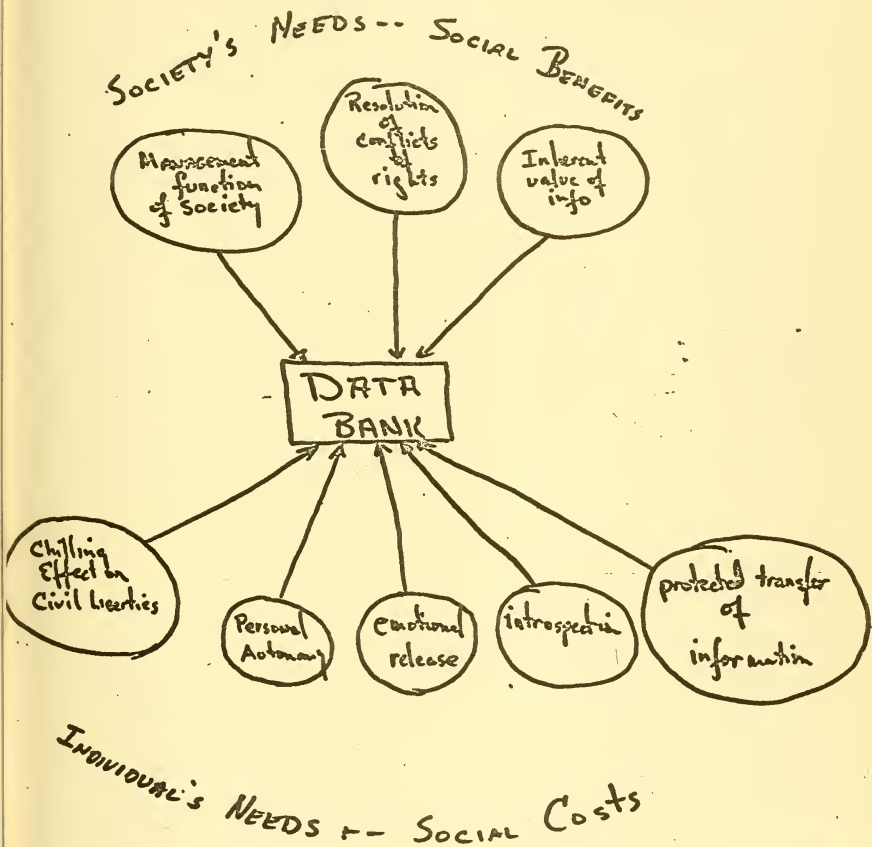 SOCIETY'S NEEDS -- SOCIAL BENEFITS
Management
function
of society
Resolution
of
conflicts
of
rights
Inherent
value of
info
DATA
BANK
Chilling
Effect on
Civil liberties
Personal
Autonomy
emotional
release
introspection
protected transfer
of
information
INDIVIDUAL'S NEEDS -- SOCIAL COSTS